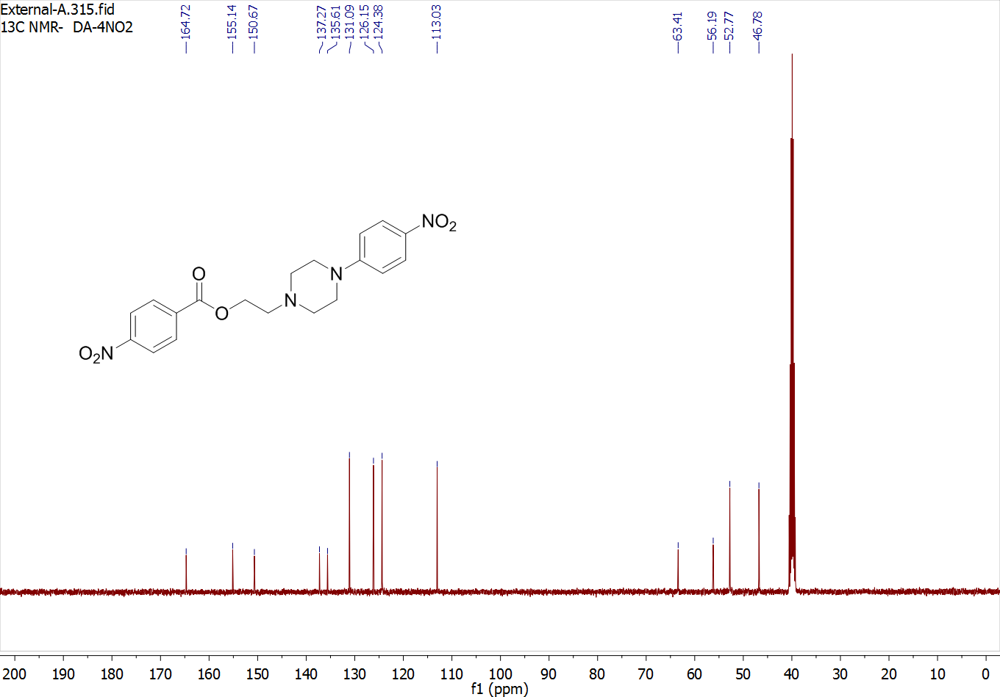 External-A.315.fid
13C NMR-  DA-4NO2
164.72
155.14
150.67
137.27
135.61
131.09
126.15
124.38
113.03
63.41
56.19
52.77
46.78
NO2
N
O
N
O
O2N
200 190 180 170 160 150 140 130 120 110 100 90 80 70 60 50 40 30 20 10 0
f1 (ppm)